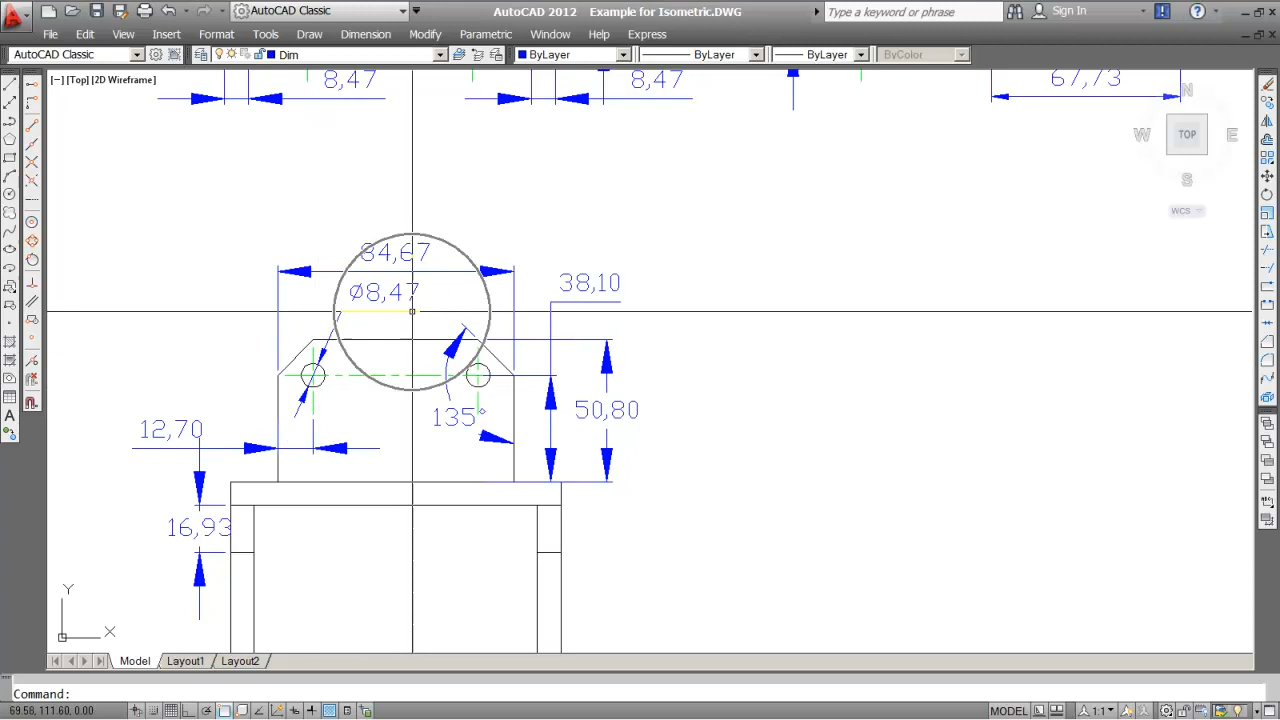 AutoCAD Classic
AutoCAD 2012 Example for Isometric.DWG
Type a keyword or phrase
Sign In
File Edit View Insert Format Tools Draw Dimension Modify Parametric Window Help Express
AutoCAD Classic
Dim
ByLayer
ByLayer
ByLayer
ByColor
[−] [Top] [2D Wireframe]
8,47
8,47
67,73
N
W
TOP
E
S
WCS
84,67
ø8,47
38,10
135°
50,80
12,70
16,93
Y
X
Model Layout1 Layout2
Command:
69.58, 111.60, 0.00
MODEL
1:1